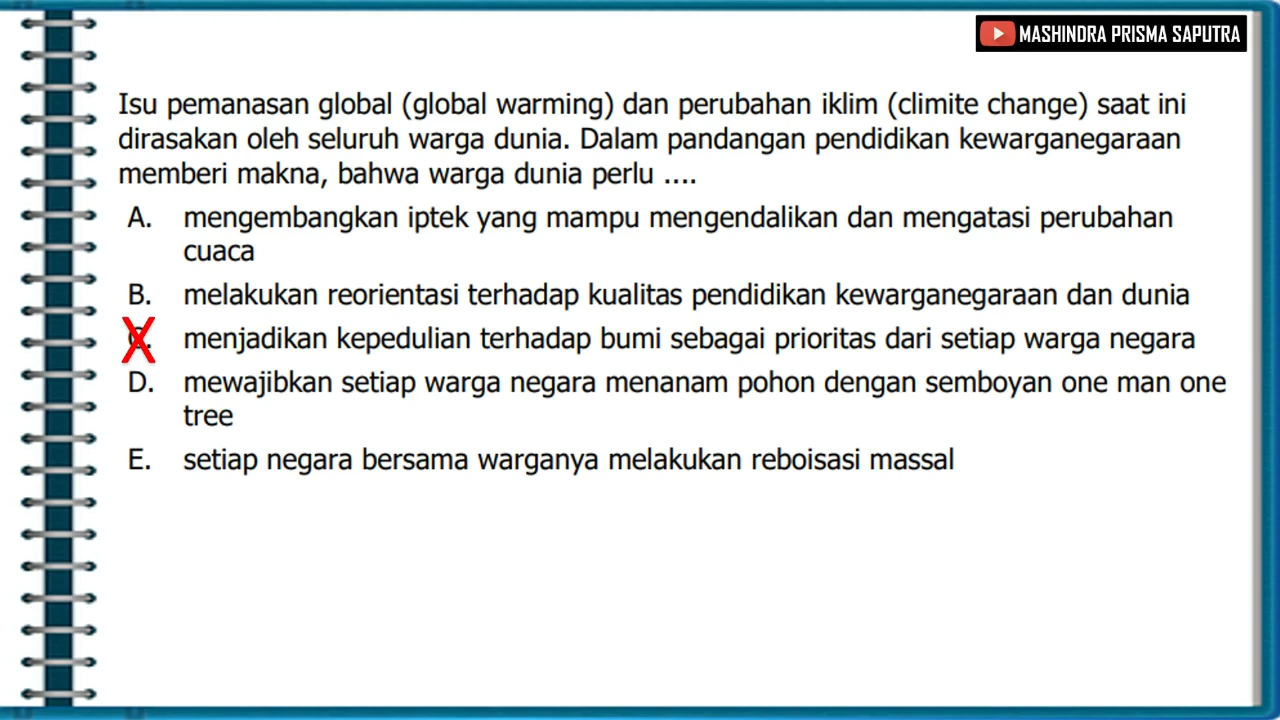 MASHINDRA PRISMA SAPUTRA
Isu pemanasan global (global warming) dan perubahan iklim (climite change) saat ini
dirasakan oleh seluruh warga dunia. Dalam pandangan pendidikan kewarganegaraan
memberi makna, bahwa warga dunia perlu ....
A. mengembangkan iptek yang mampu mengendalikan dan mengatasi perubahan
cuaca
B. melakukan reorientasi terhadap kualitas pendidikan kewarganegaraan dan dunia
C. menjadikan kepedulian terhadap bumi sebagai prioritas dari setiap warga negara
D. mewajibkan setiap warga negara menanam pohon dengan semboyan one man one
tree
E. setiap negara bersama warganya melakukan reboisasi massal